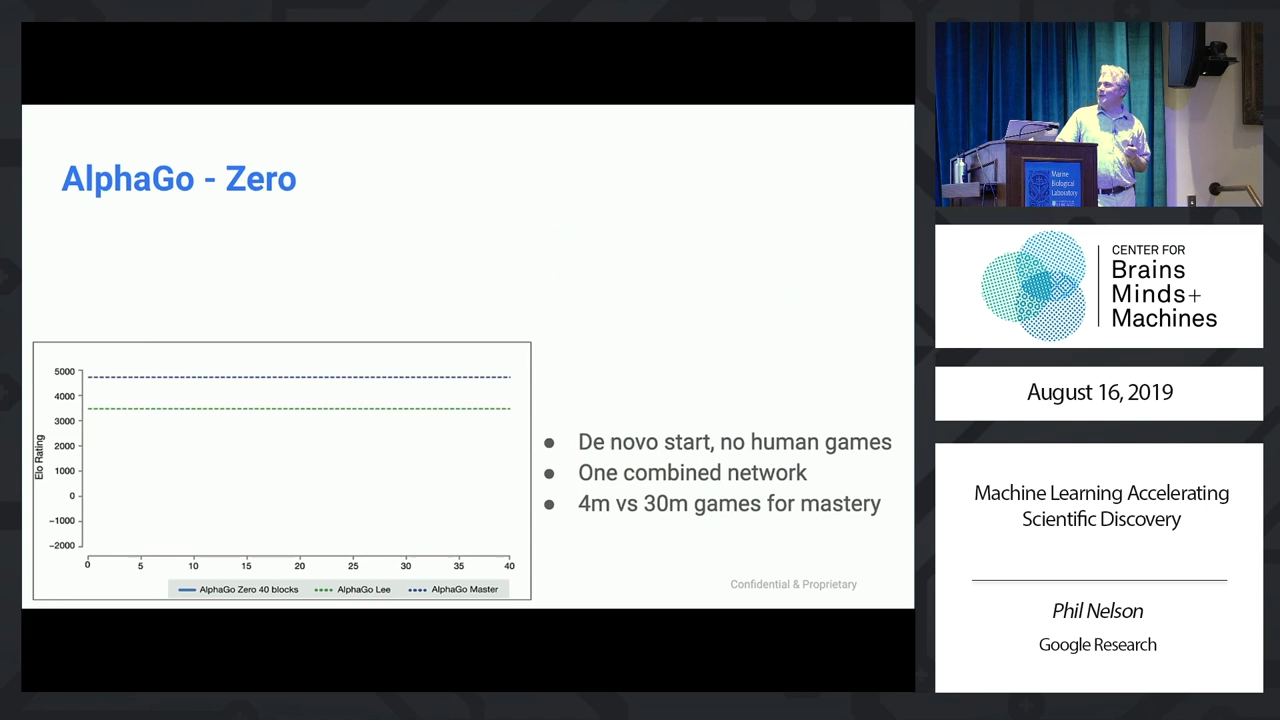 AlphaGo - Zero
5000
4000
3000
2000
1000
0
−1000
−2000
Elo Rating
0 5 10 15 20 25 30 35 40
AlphaGo Zero 40 blocks AlphaGo Lee AlphaGo Master
● De novo start, no human games
● One combined network
● 4m vs 30m games for mastery
Confidential & Proprietary
Marine
Biological
Laboratory
CENTER FOR
Brains
Minds+
Machines
August 16, 2019
Machine Learning Accelerating
Scientific Discovery
Phil Nelson
Google Research